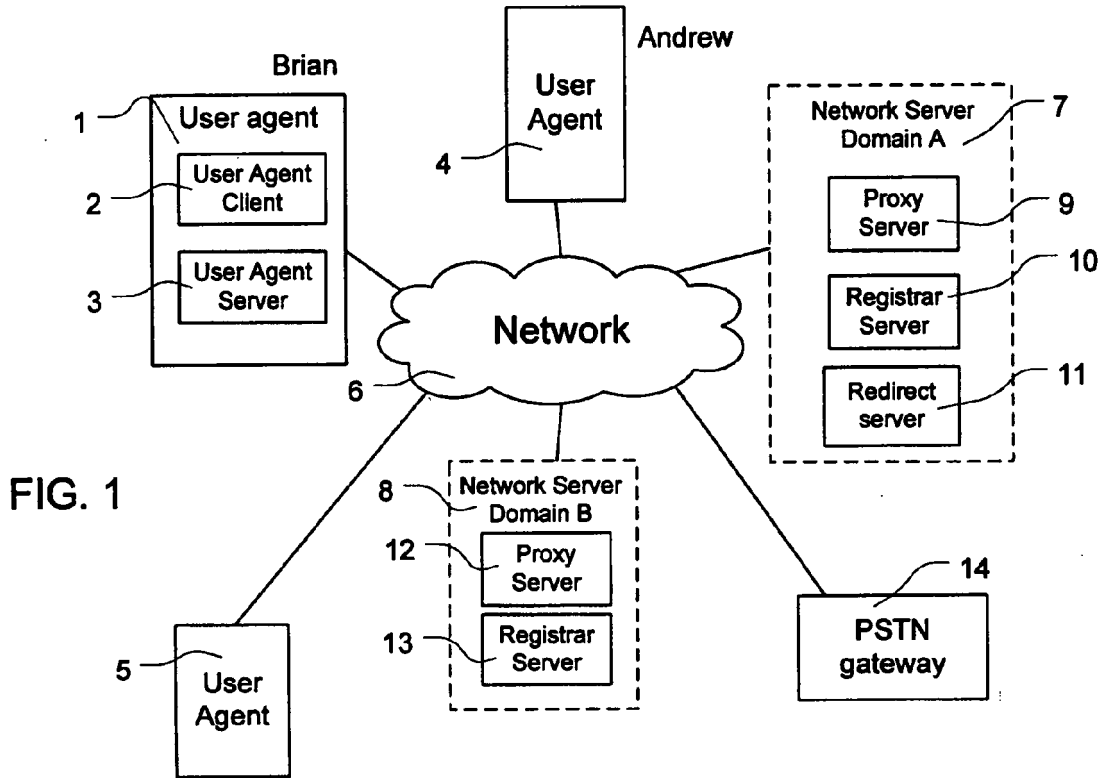 Brian
1
User agent
2
User Agent
Client
3
User Agent
Server
Andrew
User
Agent
4
Network Server
Domain A
7
Proxy
Server
9
Registrar
Server
10
Redirect
server
11
Network
6
FIG. 1
8
Network Server
Domain B
12
Proxy
Server
13
Registrar
Server
14
PSTN
gateway
5
User
Agent